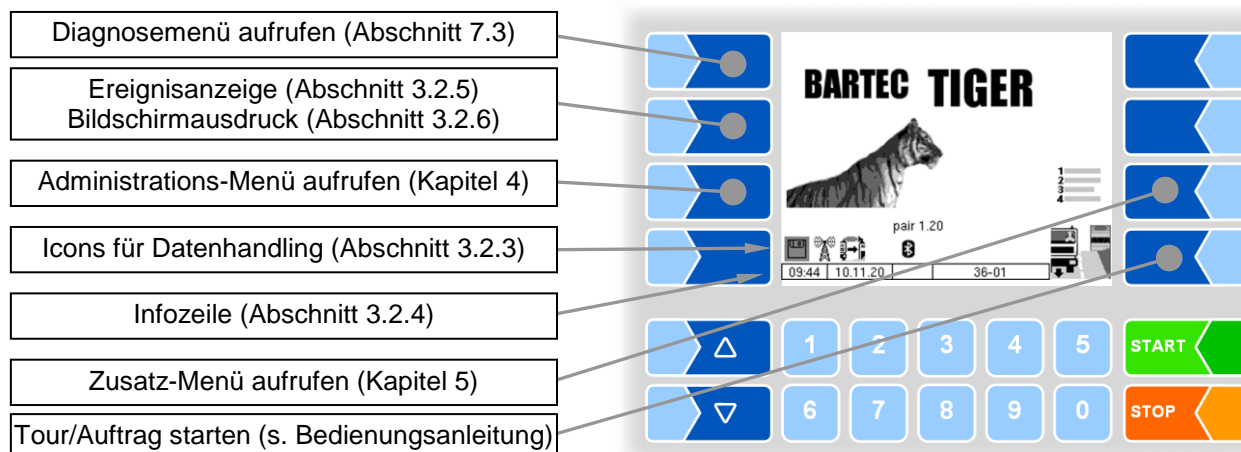 Diagnosemenü aufrufen (Abschnitt 7.3)
Ereignisanzeige (Abschnitt 3.2.5)
Bildschirmausdruck (Abschnitt 3.2.6)
Administrations-Menü aufrufen (Kapitel 4)
Icons für Datenhandling (Abschnitt 3.2.3)
Infozeile (Abschnitt 3.2.4)
Zusatz-Menü aufrufen (Kapitel 5)
Tour/Auftrag starten (s. Bedienungsanleitung)
BARTEC TIGER
1
2
3
4
pair 1.20
09:44 10.11.20 36-01
1 2 3 4 5 START
6 7 8 9 0 STOP